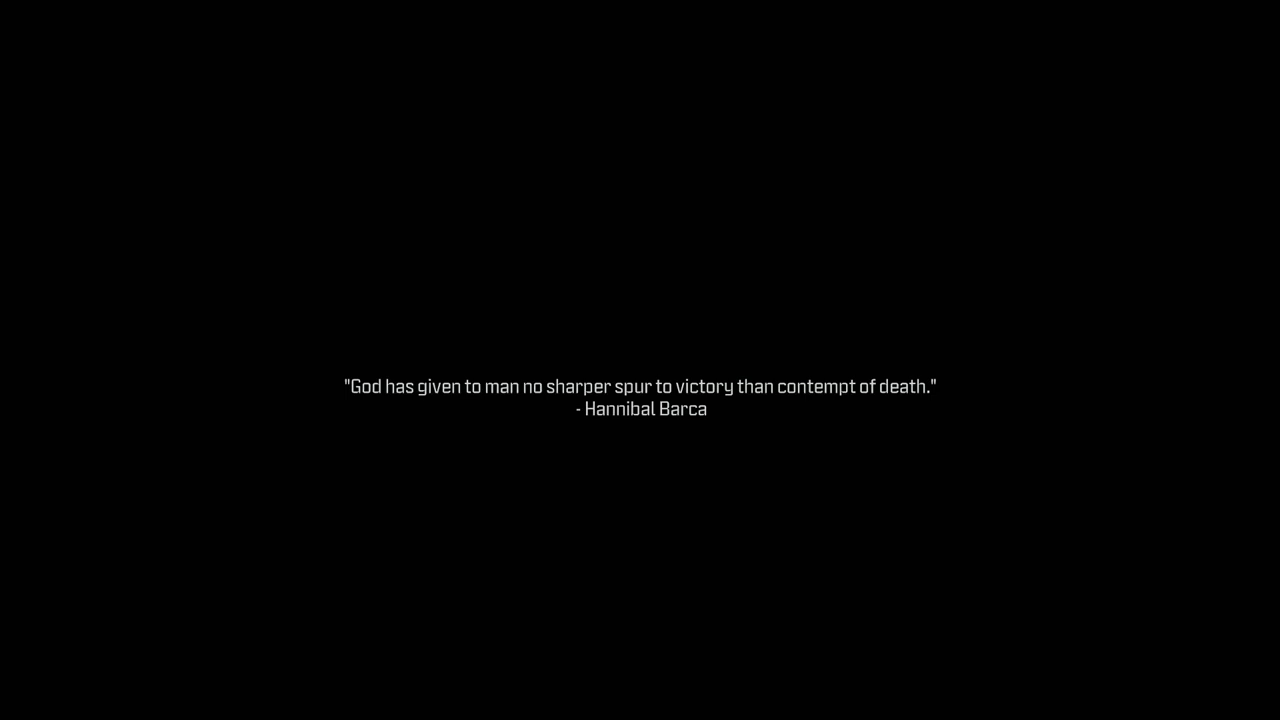 "God has given to man no sharper spur to victory than contempt of death."
- Hannibal Barca